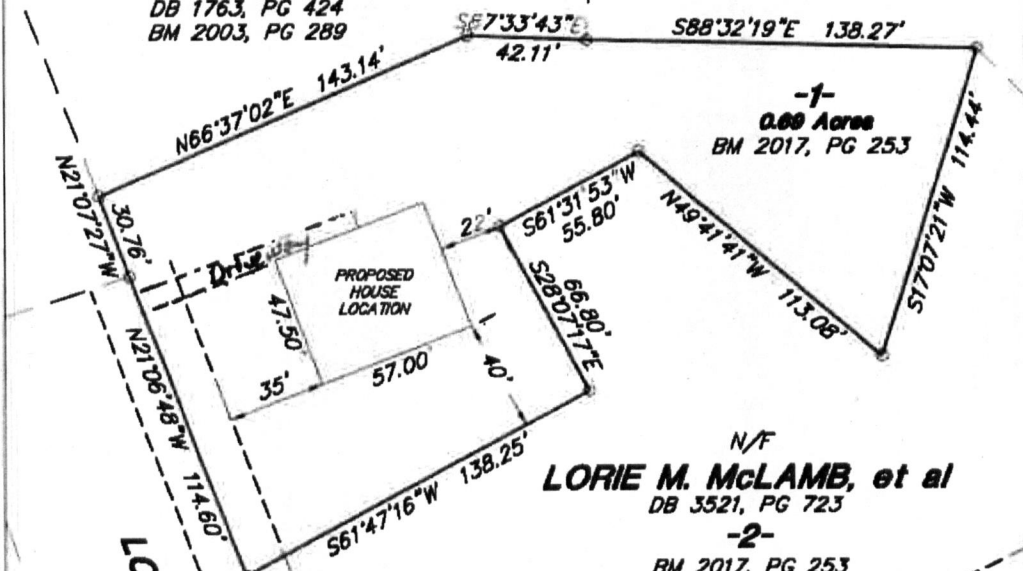 DB 1763, PG 424
BM 2003, PG 289
S87°33'43"E
42.11'
S88°32'19"E 138.27'
N66°37'02"E 143.14'
-1-
0.69 Acres
BM 2017, PG 253
S17°07'21"W 114.44'
N21°07'27"W
30.76'
S61°31'53"W
55.80'
N49°41'41"W
113.08'
22'
PROPOSED
HOUSE
LOCATION
47.50'
S28°07'17"E
66.80'
57.00'
35'
40'
N21°06'48"W 114.60'
S61°47'16"W 138.25'
N/F
LORIE M. McLAMB, et al
DB 3521, PG 723
-2-
BM 2017, PG 253